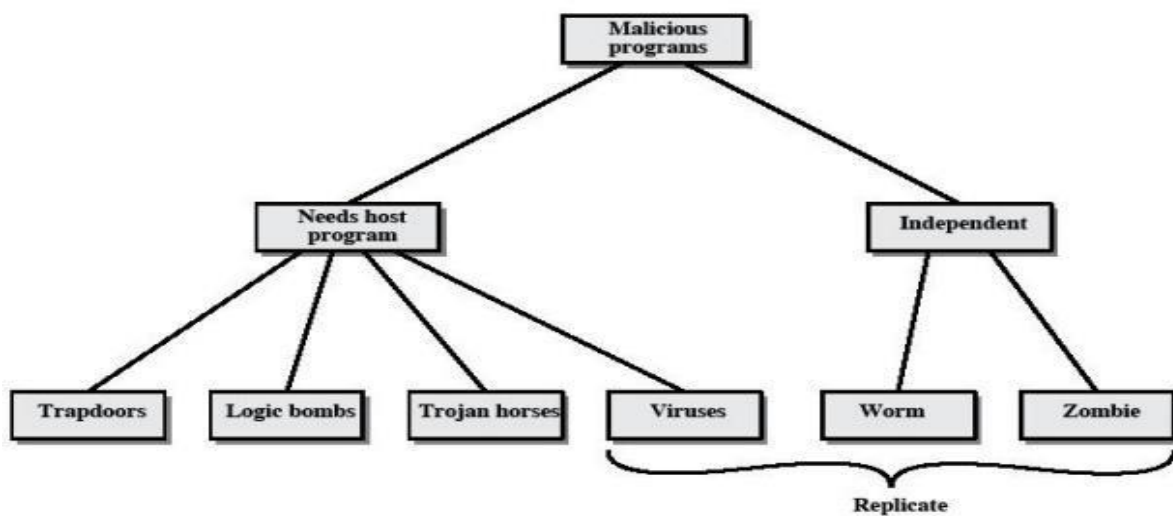 Malicious
programs
Needs host
program
Independent
Trapdoors
Logic bombs
Trojan horses
Viruses
Worm
Zombie
Replicate